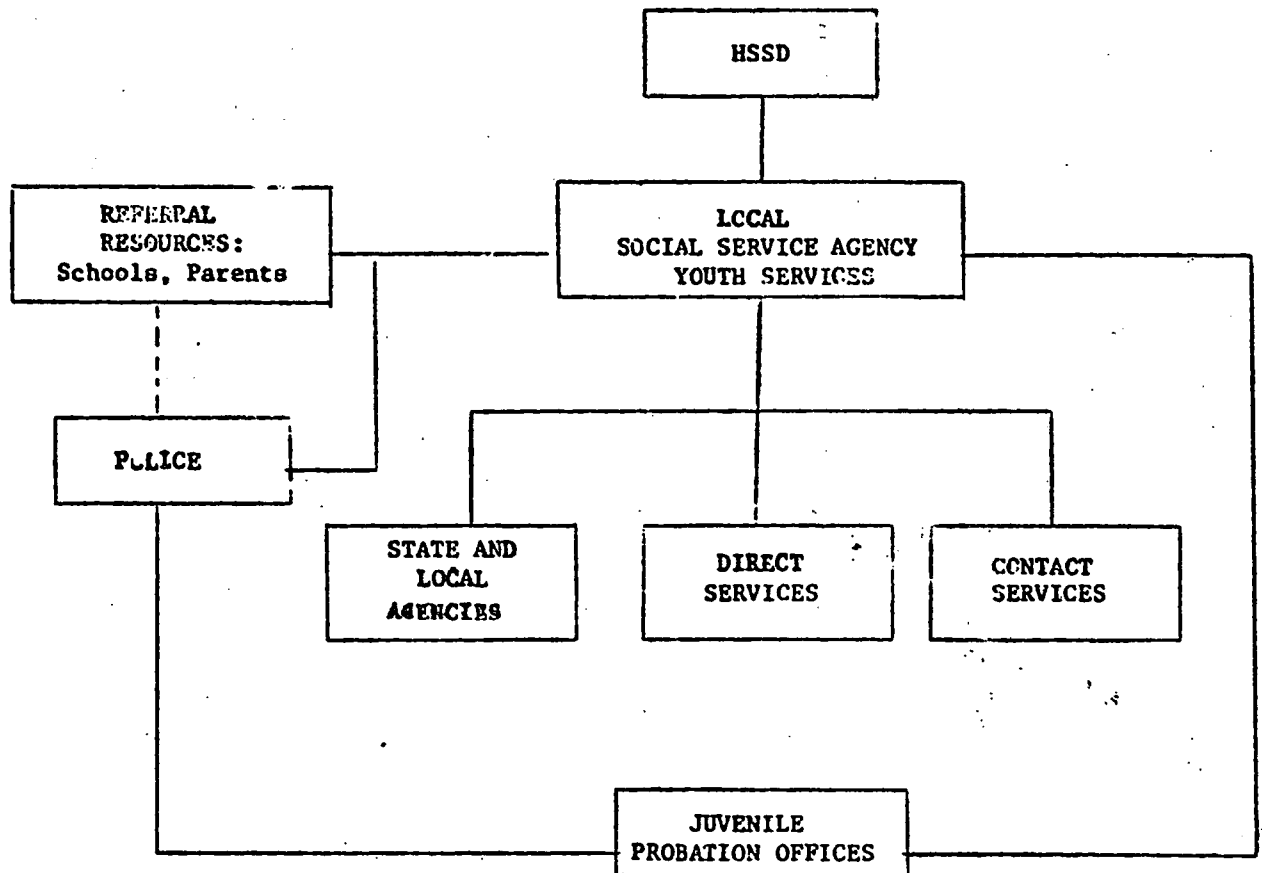 HSSD
REFERRAL
RESOURCES:
Schools, Parents
LOCAL
SOCIAL SERVICE AGENCY
YOUTH SERVICES
POLICE
STATE AND
LOCAL
AGENCIES
DIRECT
SERVICES
CONTACT
SERVICES
JUVENILE
PROBATION OFFICES